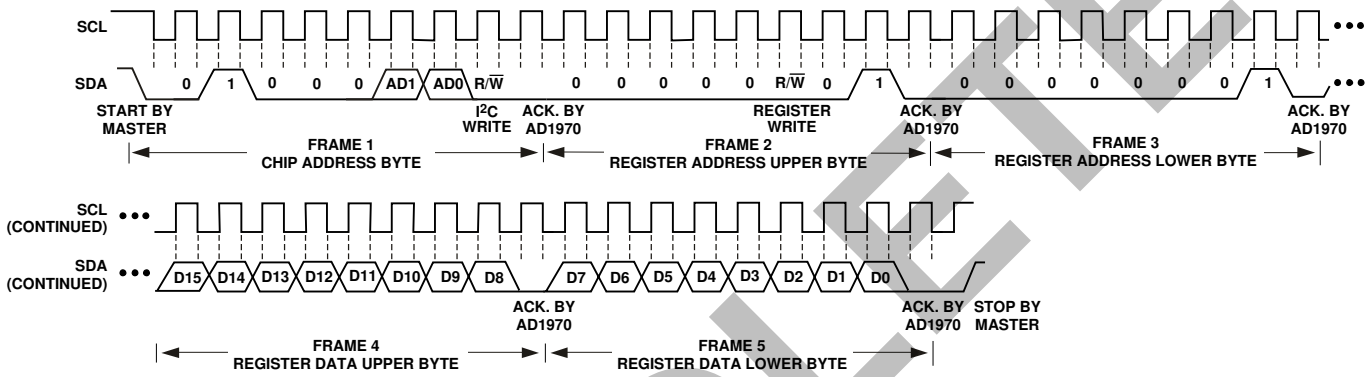 SCL
SDA 0 1 0 0 0 AD1 AD0 R/W̅ 0 0 0 0 0 R/W̅ 0 1 0 0 0 0 0 0 0 1
START BY MASTER
I²C WRITE
ACK. BY AD1970
REGISTER WRITE
ACK. BY AD1970
ACK. BY AD1970
FRAME 1
CHIP ADDRESS BYTE
FRAME 2
REGISTER ADDRESS UPPER BYTE
FRAME 3
REGISTER ADDRESS LOWER BYTE
SCL
(CONTINUED)
SDA
(CONTINUED)
D15 D14 D13 D12 D11 D10 D9 D8 D7 D6 D5 D4 D3 D2 D1 D0
ACK. BY AD1970
ACK. BY AD1970
STOP BY MASTER
FRAME 4
REGISTER DATA UPPER BYTE
FRAME 5
REGISTER DATA LOWER BYTE